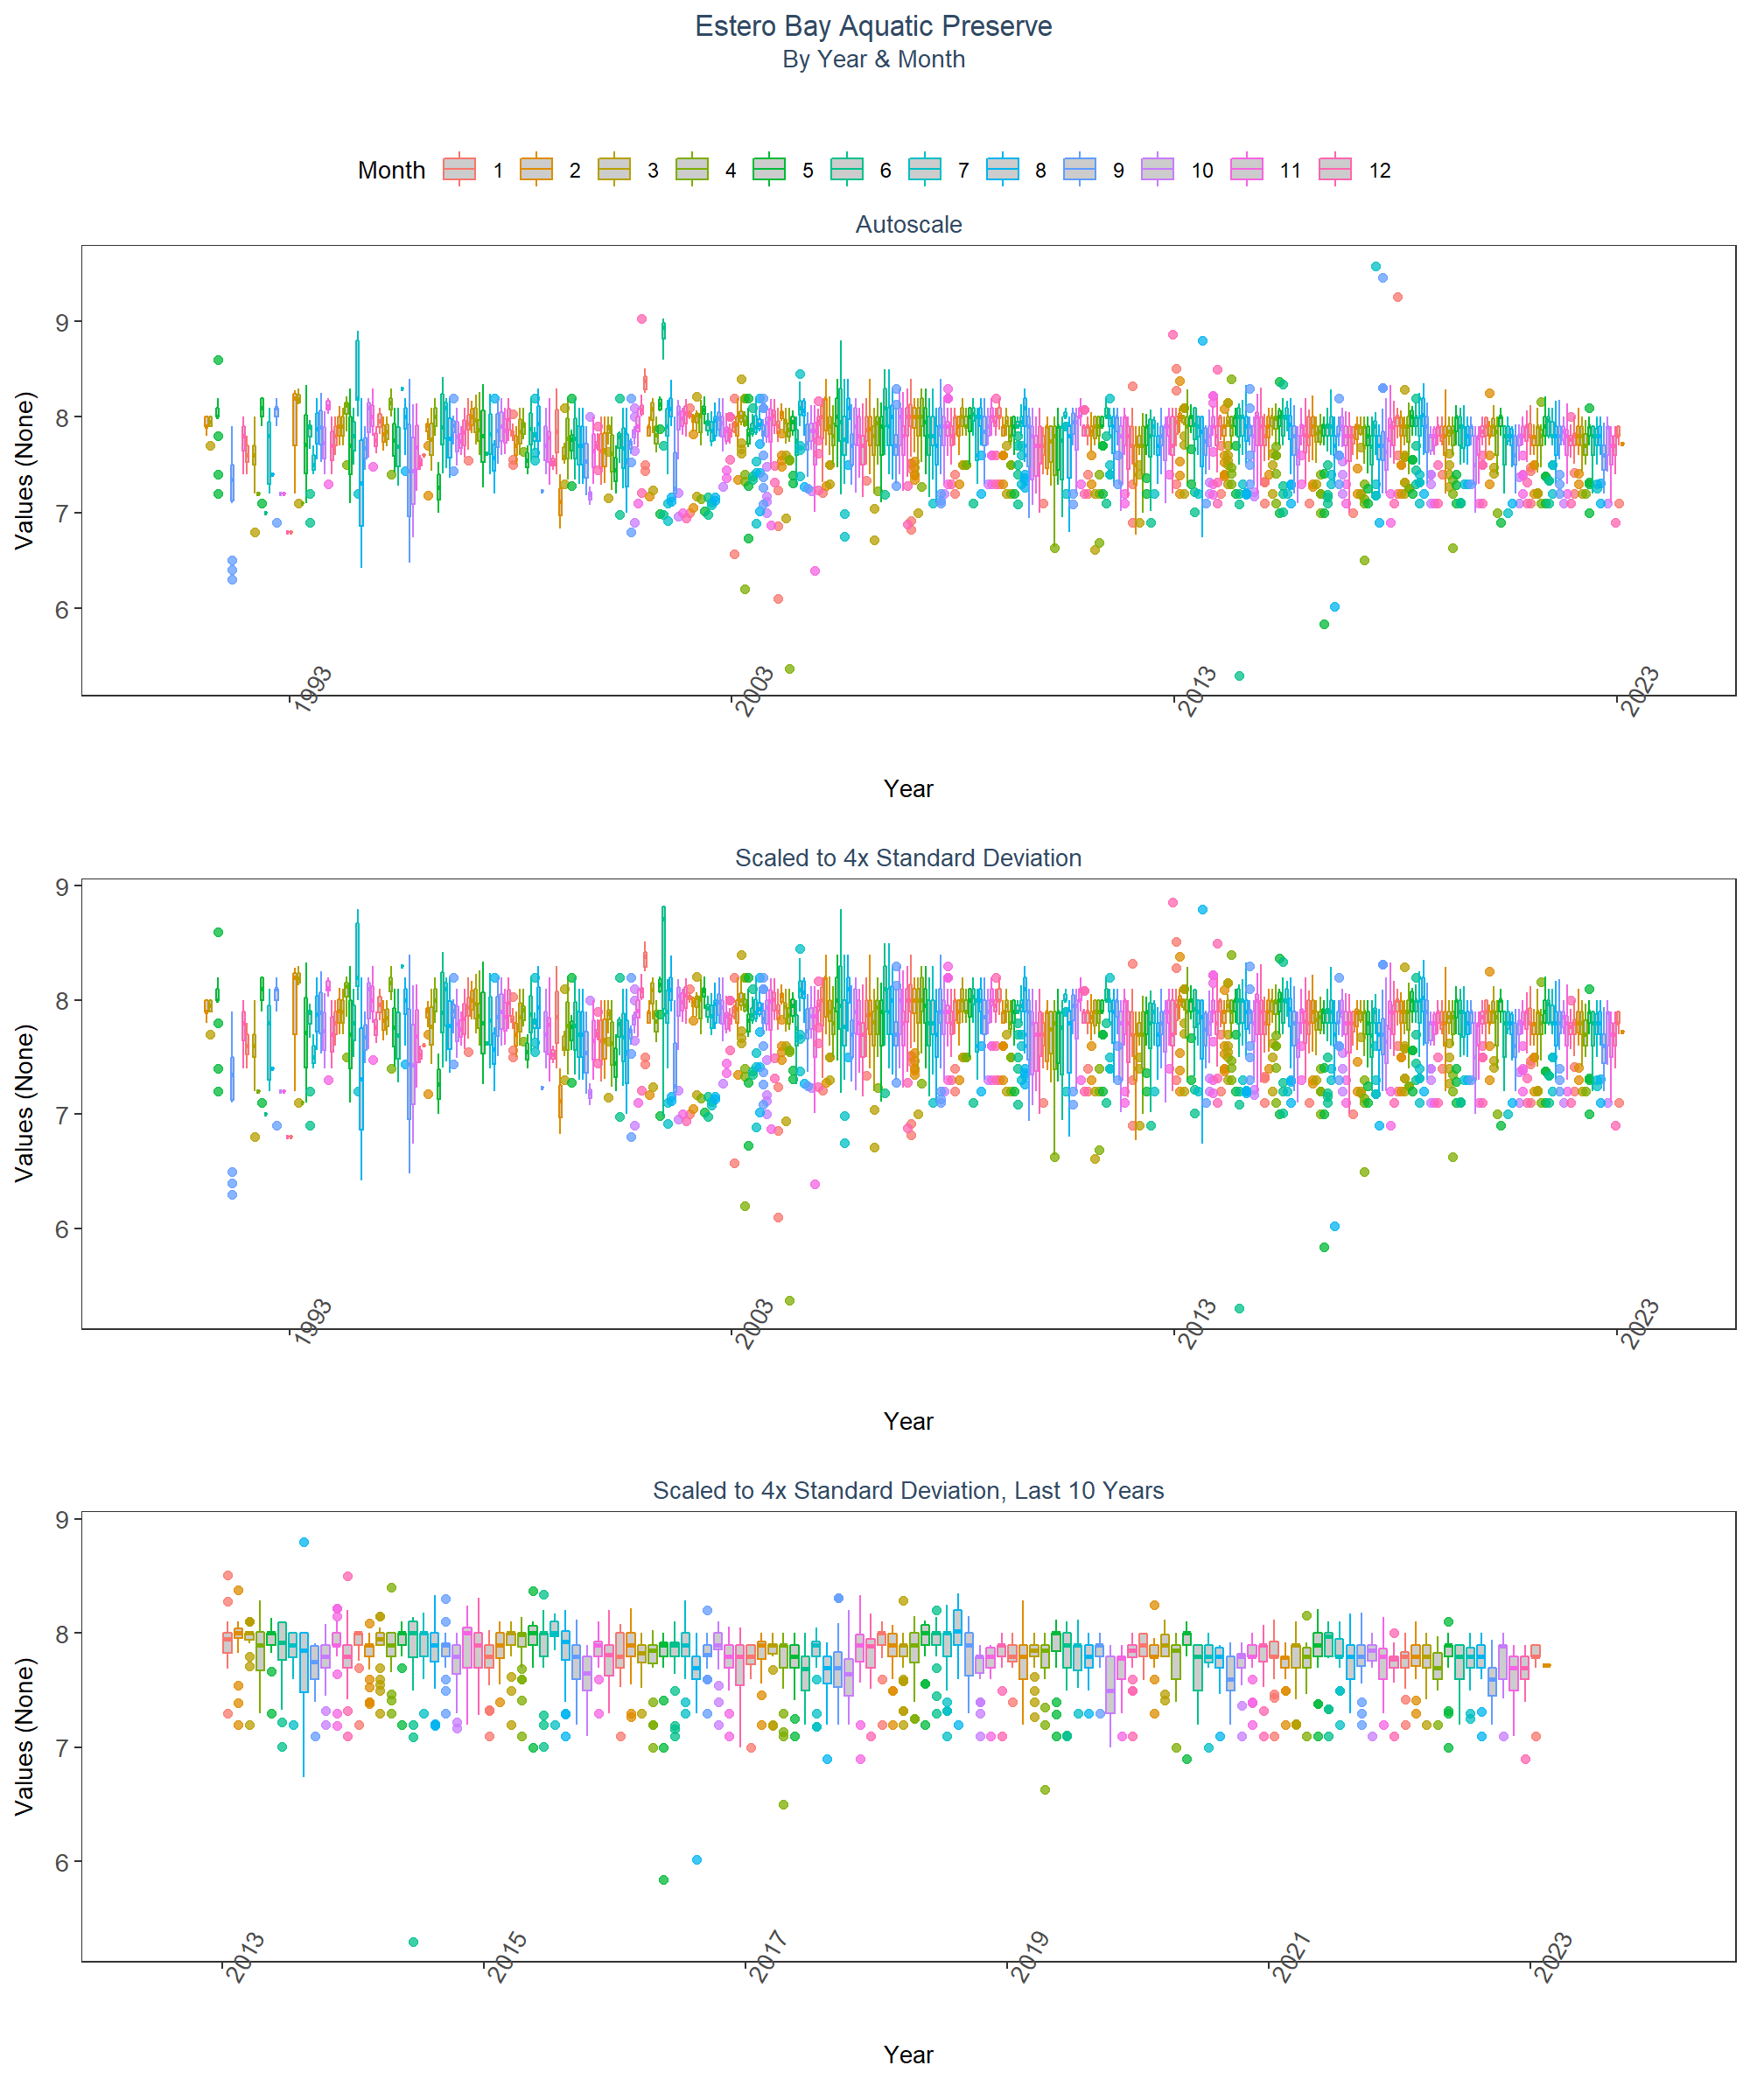 Estero Bay Aquatic Preserve
By Year & Month
Month 1 2 3 4 5 6 7 8 9 10 11 12
Autoscale
Values (None)
9
8
7
6
1993 2003 2013 2023
Year
Scaled to 4x Standard Deviation
Values (None)
9
8
7
6
1993 2003 2013 2023
Year
Scaled to 4x Standard Deviation, Last 10 Years
Values (None)
9
8
7
6
2013 2015 2017 2019 2021 2023
Year